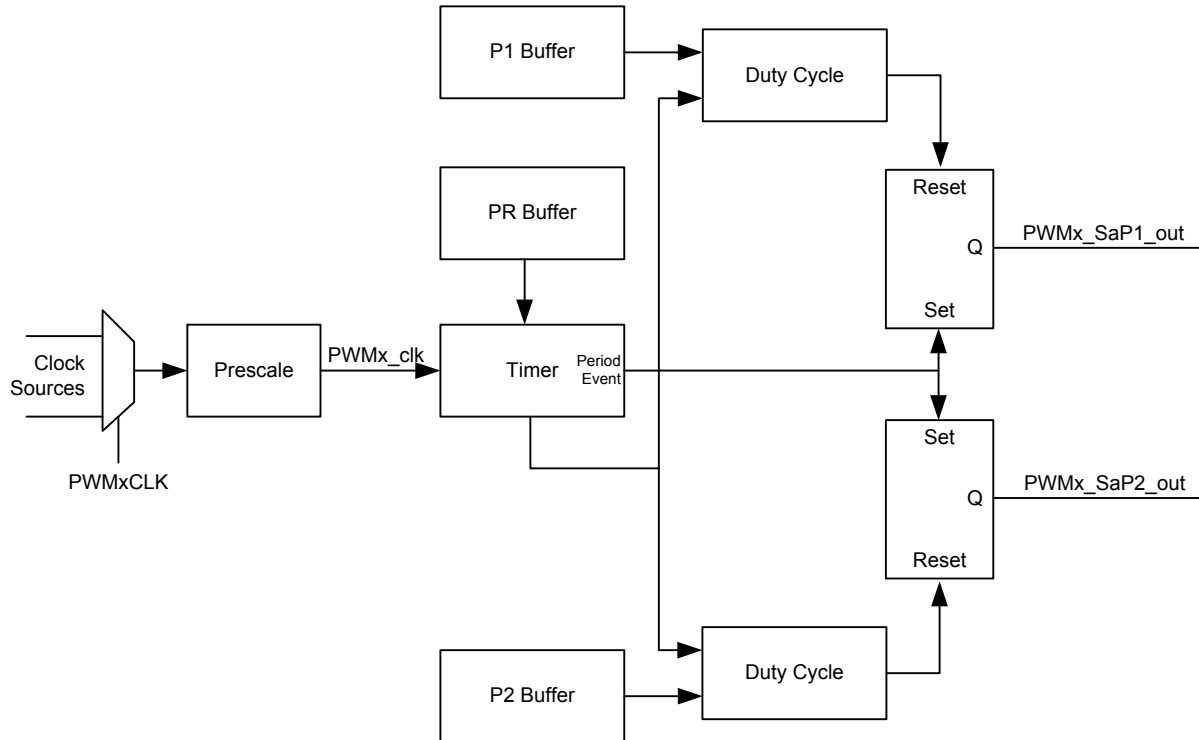 P1 Buffer
Duty Cycle
PR Buffer
Reset
Q
PWMx_SaP1_out
Set
Clock
Sources
Prescale
PWMx_clk
Timer
Period
Event
PWMxCLK
Set
Q
PWMx_SaP2_out
Reset
Duty Cycle
P2 Buffer